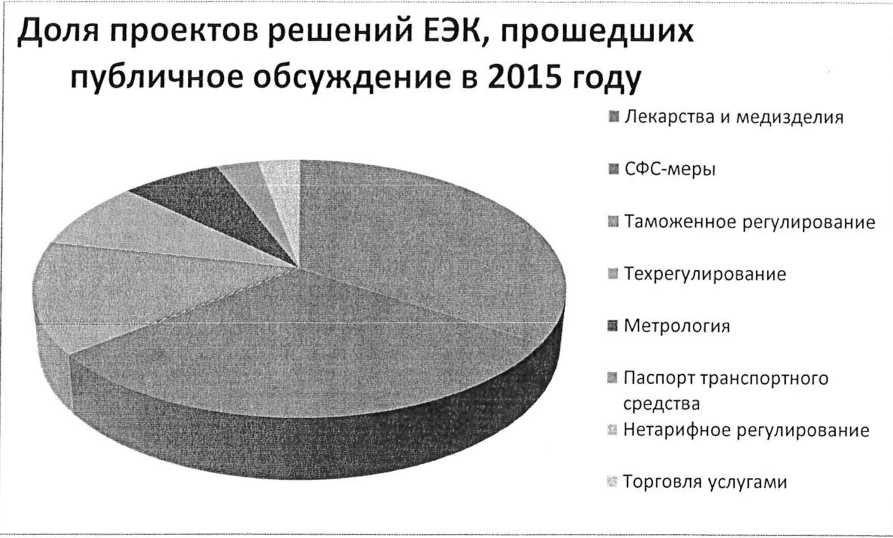 Доля проектов решений ЕЭК, прошедших
публичное обсуждение в 2015 году
Лекарства и медизделия
СФС-меры
Таможенное регулирование
Техрегулирование
Метрология
Паспорт транспортного
средства
Нетарифное регулирование
Торговля услугами